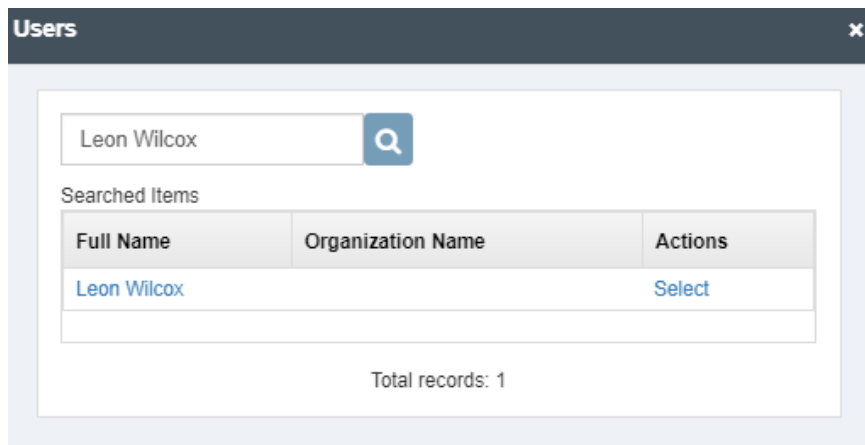 Users ×
Leon Wilcox
Searched Items
Full Name Organization Name Actions
Leon Wilcox Select
Total records: 1